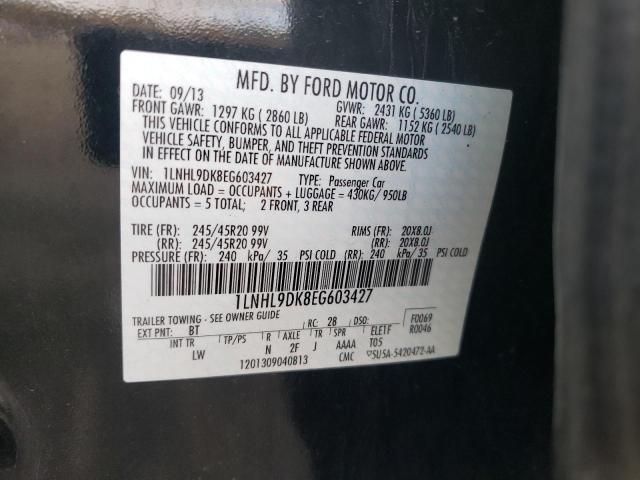 MFD. BY FORD MOTOR CO.
DATE: 09/13
GVWR: 2431 KG ( 5360 LB)
FRONT GAWR: 1297 KG ( 2860 LB)
REAR GAWR: 1152 KG ( 2540 LB)
THIS VEHICLE CONFORMS TO ALL APPLICABLE FEDERAL MOTOR
VEHICLE SAFETY, BUMPER, AND THEFT PREVENTION STANDARDS
IN EFFECT ON THE DATE OF MANUFACTURE SHOWN ABOVE.
VIN: 1LNHL9DK8EG603427 TYPE: Passenger Car
MAXIMUM LOAD = OCCUPANTS + LUGGAGE = 430KG/ 950LB
OCCUPANTS = 5 TOTAL: 2 FRONT, 3 REAR
TIRE (FR): 245/45R20 99V RIMS (FR): 20X8.0J
(RR): 245/45R20 99V (RR): 20X8.0J
PRESSURE (FR): 240 kPa/ 35 PSI COLD (RR): 240 kPa/ 35 PSI COLD
1LNHL9DK8EG603427
TRAILER TOWING - SEE OWNER GUIDE
F0069
EXT PNT: BT RC: 28 DSO: R0046
INT TR TP/PS R AXLE TR SPR ELETF
LW N 2F J AAAA T05
1201309040813 CMC ▽5U5A-5420472-AA